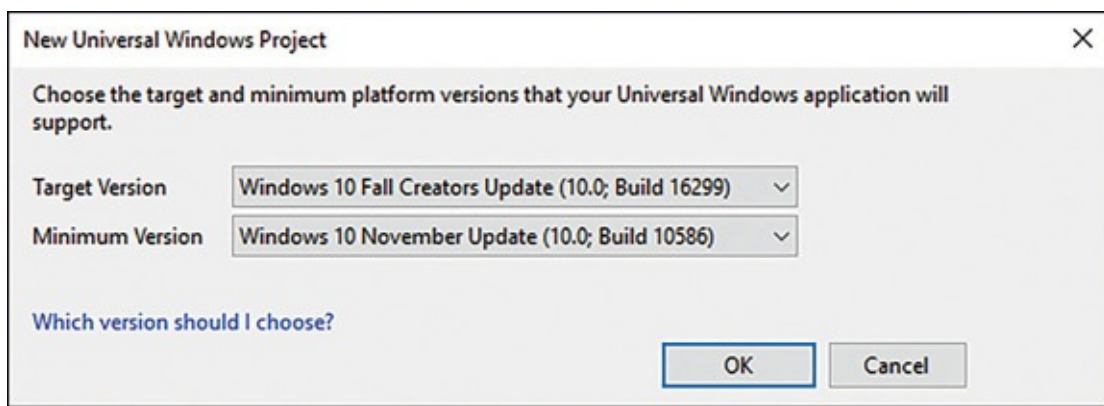 New Universal Windows Project
Choose the target and minimum platform versions that your Universal Windows application will
support.
Target Version Windows 10 Fall Creators Update (10.0; Build 16299)
Minimum Version Windows 10 November Update (10.0; Build 10586)
Which version should I choose?
OK Cancel